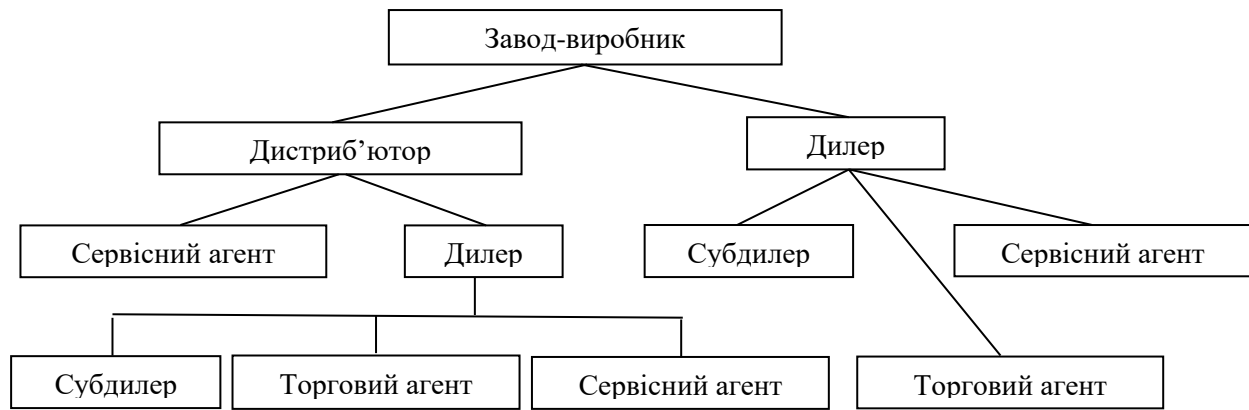 Завод-виробник
Дистриб’ютор
Дилер
Сервісний агент
Дилер
Субдилер
Сервісний агент
Субдилер
Торговий агент
Сервісний агент
Торговий агент